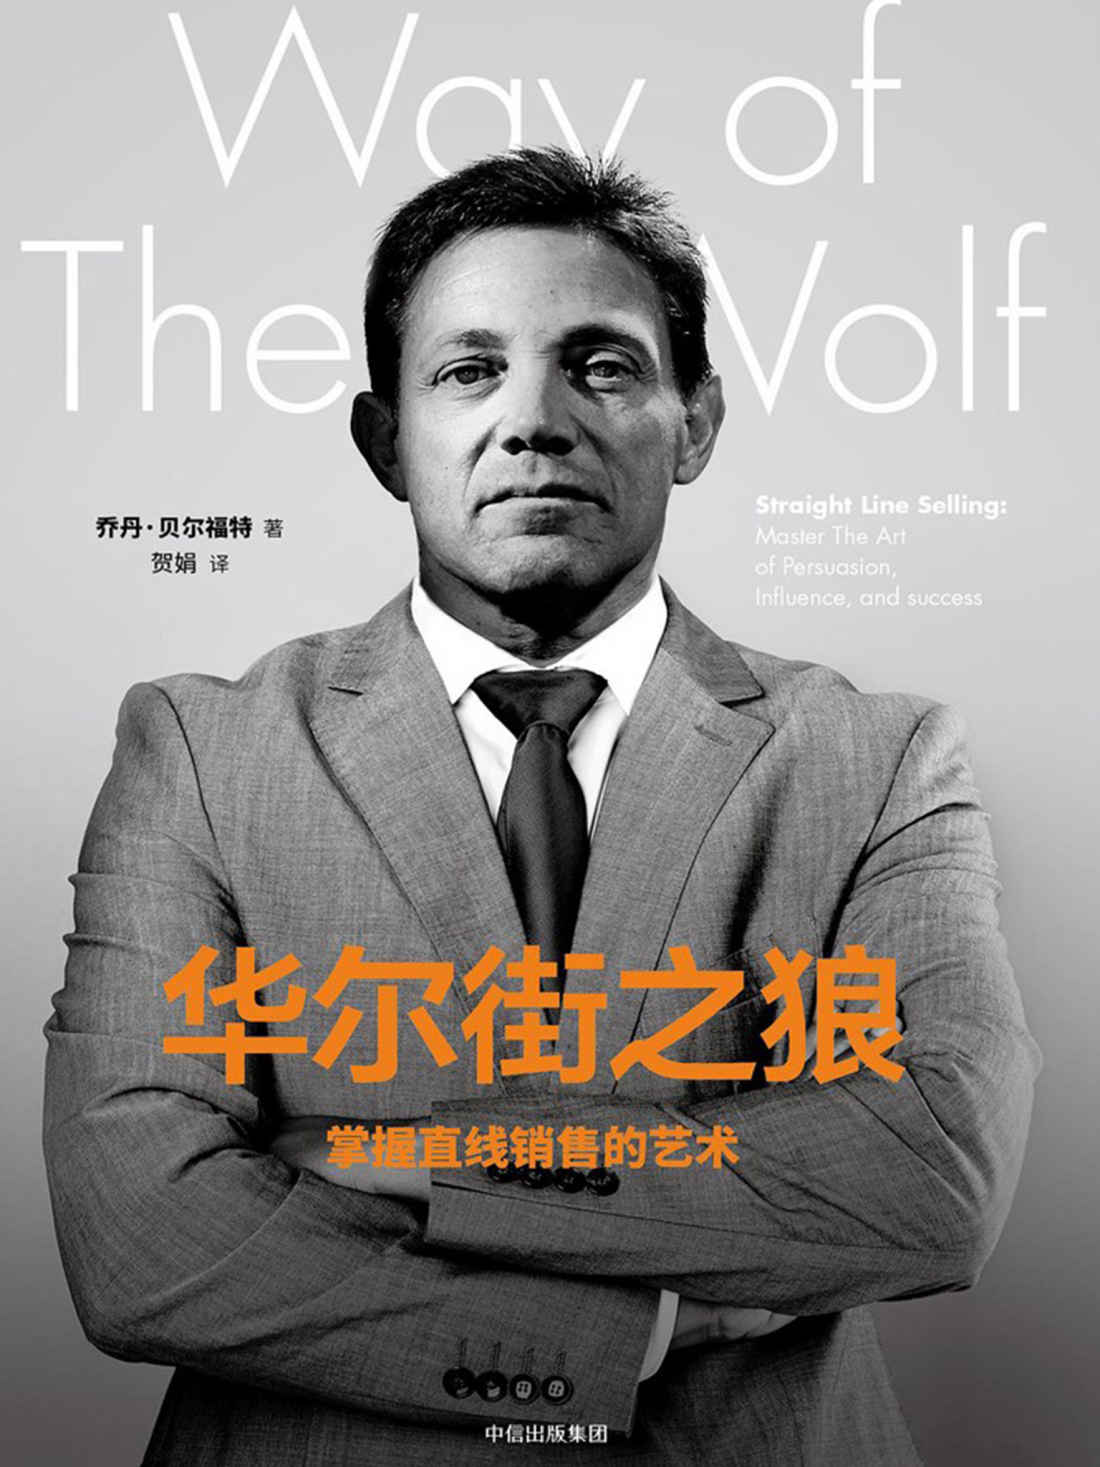 Way of
The Wolf
Straight Line Selling:
Master The Art
of Persuasion,
Influence, and success
乔丹·贝尔福特 著
贺娟 译
华尔街之狼
掌握直线销售的艺术
中信出版集团